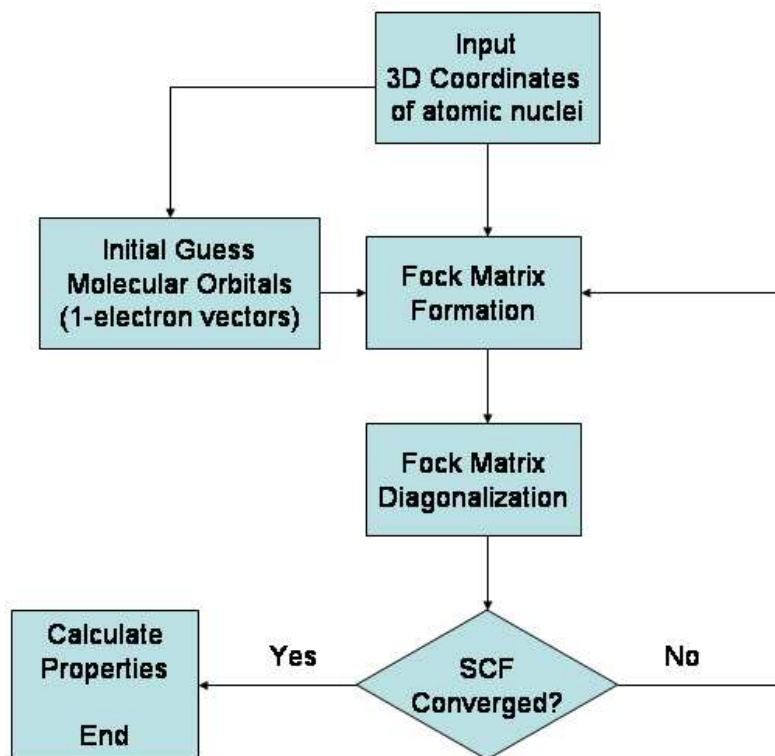 Input
3D Coordinates
of atomic nuclei
Initial Guess
Molecular Orbitals
(1-electron vectors)
Fock Matrix
Formation
Fock Matrix
Diagonalization
SCF
Converged?
Yes
No
Calculate
Properties
End